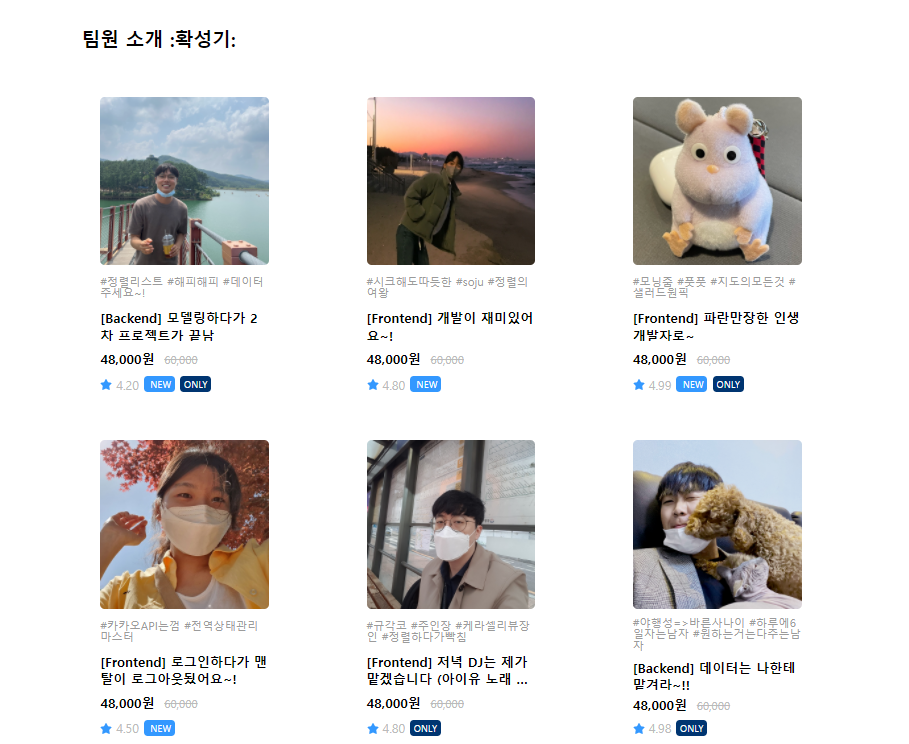 팀원 소개 :확성기:
#정렬리스트 #해피해피 #데이터
주세요~!
[Backend] 모델링하다가 2
차 프로젝트가 끝남
48,000원 60,000
4.20 NEW ONLY
#시크해도따듯한 #soju #정렬의
여왕
[Frontend] 개발이 재미있어
요~!
48,000원 60,000
4.80 NEW
#모닝줌 #풋풋 #지도의모든것 #
샐러드원픽
[Frontend] 파란만장한 인생
개발자로~
48,000원 60,000
4.99 NEW ONLY
#카카오API는껌 #전역상태관리
마스터
[Frontend] 로그인하다가 맨
탈이 로그아웃됬어요~!
48,000원 60,000
4.50 NEW
#규각코 #주인장 #케라셀리뷰장
인 #정렬하다가빡침
[Frontend] 저녁 DJ는 제가
맡겠습니다 (아이유 노래 ...
48,000원 60,000
4.80 ONLY
#야행성=>바른사나이 #하루에6
일자는남자 #원하는거는다주는남
자
[Backend] 데이터는 나한테
맡겨라~!!
48,000원 60,000
4.98 ONLY